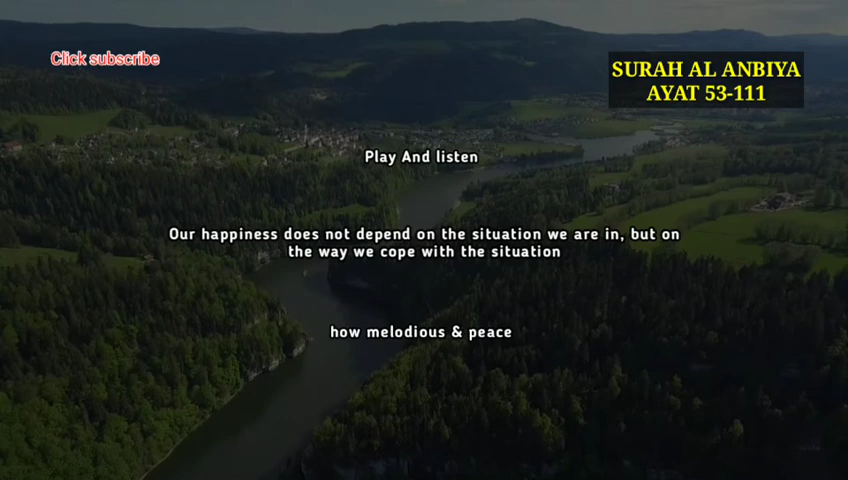 Click subscribe
SURAH AL ANBIYA
AYAT 53-111
Play And listen
Our happiness does not depend on the situation we are in, but on
the way we cope with the situation
how melodious & peace